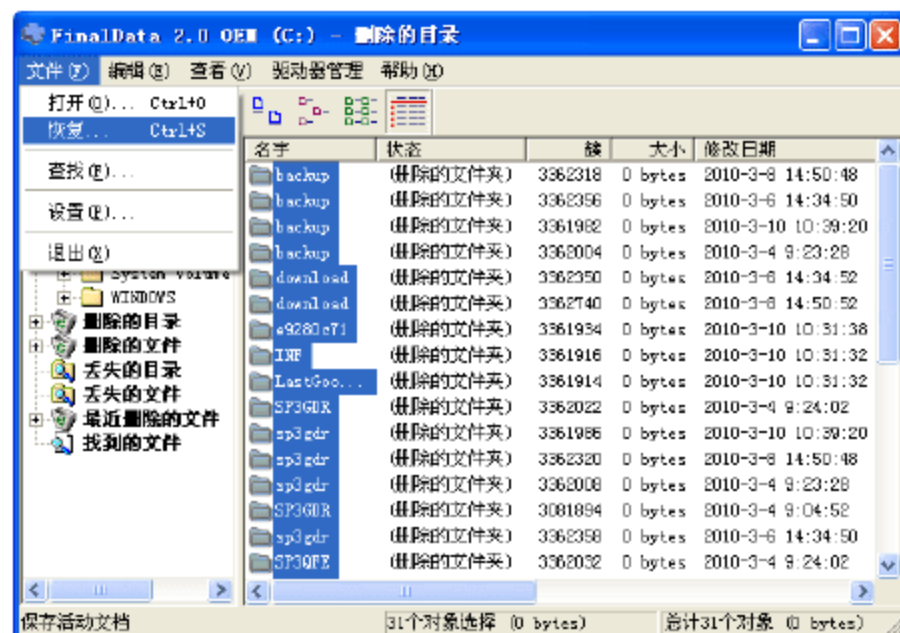 FinalData 2.0 OEM (C:) - 删除的目录
文件(F) 编辑(E) 查看(V) 驱动器管理 帮助(H)
打开(O)... Ctrl+O
恢复... Ctrl+S
查找(F)...
设置(P)...
退出(X)
System Volume
WINDOWS
删除的目录
删除的文件
丢失的目录
丢失的文件
最近删除的文件
找到的文件
名字 状态 簇 大小 修改日期
backup (删除的文件夹) 3362318 0 bytes 2010-3-8 14:50:48
backup (删除的文件夹) 3362356 0 bytes 2010-3-6 14:34:50
backup (删除的文件夹) 3361982 0 bytes 2010-3-10 10:39:20
backup (删除的文件夹) 3362004 0 bytes 2010-3-4 9:23:28
download (删除的文件夹) 3362350 0 bytes 2010-3-6 14:34:52
download (删除的文件夹) 3362740 0 bytes 2010-3-8 14:50:52
e9280e71 (删除的文件夹) 3361934 0 bytes 2010-3-10 10:31:38
INF (删除的文件夹) 3361916 0 bytes 2010-3-10 10:31:32
LastGoo... (删除的文件夹) 3361914 0 bytes 2010-3-10 10:31:32
SP3GDR (删除的文件夹) 3362022 0 bytes 2010-3-4 9:24:02
sp3gdr (删除的文件夹) 3361986 0 bytes 2010-3-10 10:39:20
sp3gdr (删除的文件夹) 3362320 0 bytes 2010-3-8 14:50:48
sp3gdr (删除的文件夹) 3362008 0 bytes 2010-3-4 9:23:28
SP3GDR (删除的文件夹) 3081894 0 bytes 2010-3-4 9:04:52
sp3gdr (删除的文件夹) 3362358 0 bytes 2010-3-6 14:34:50
SP3QFE (删除的文件夹) 3362032 0 bytes 2010-3-4 9:24:02
保存活动文档 31个对象选择 (0 bytes) 总计31个对象 (0 bytes)